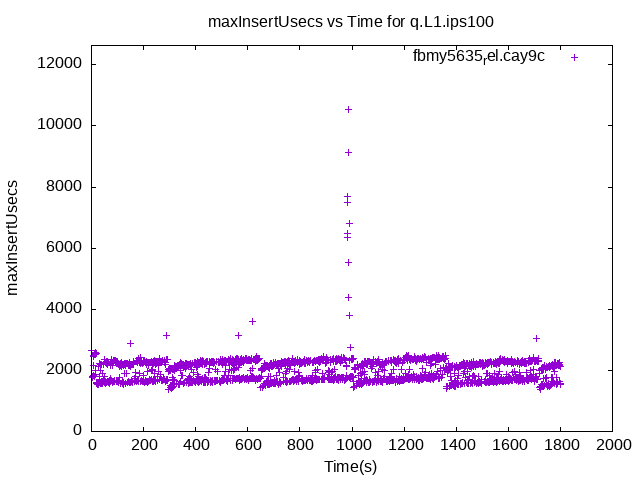 maxInsertUsecs vs Time for q.L1.ips100
fbmy5635rel.cay9c
12000
10000
8000
6000
4000
2000
0
maxInsertUsecs
0 200 400 600 800 1000 1200 1400 1600 1800 2000
Time(s)